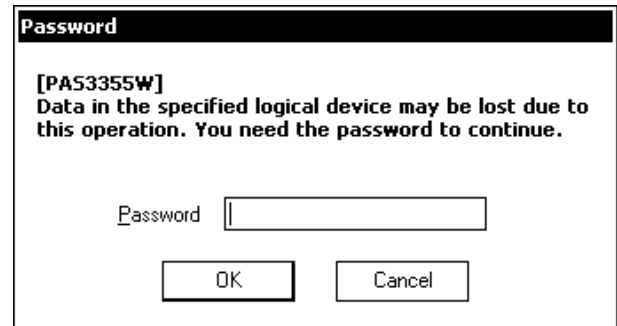 Password
[PAS3355W]
Data in the specified logical device may be lost due to
this operation. You need the password to continue.
Password
OK Cancel